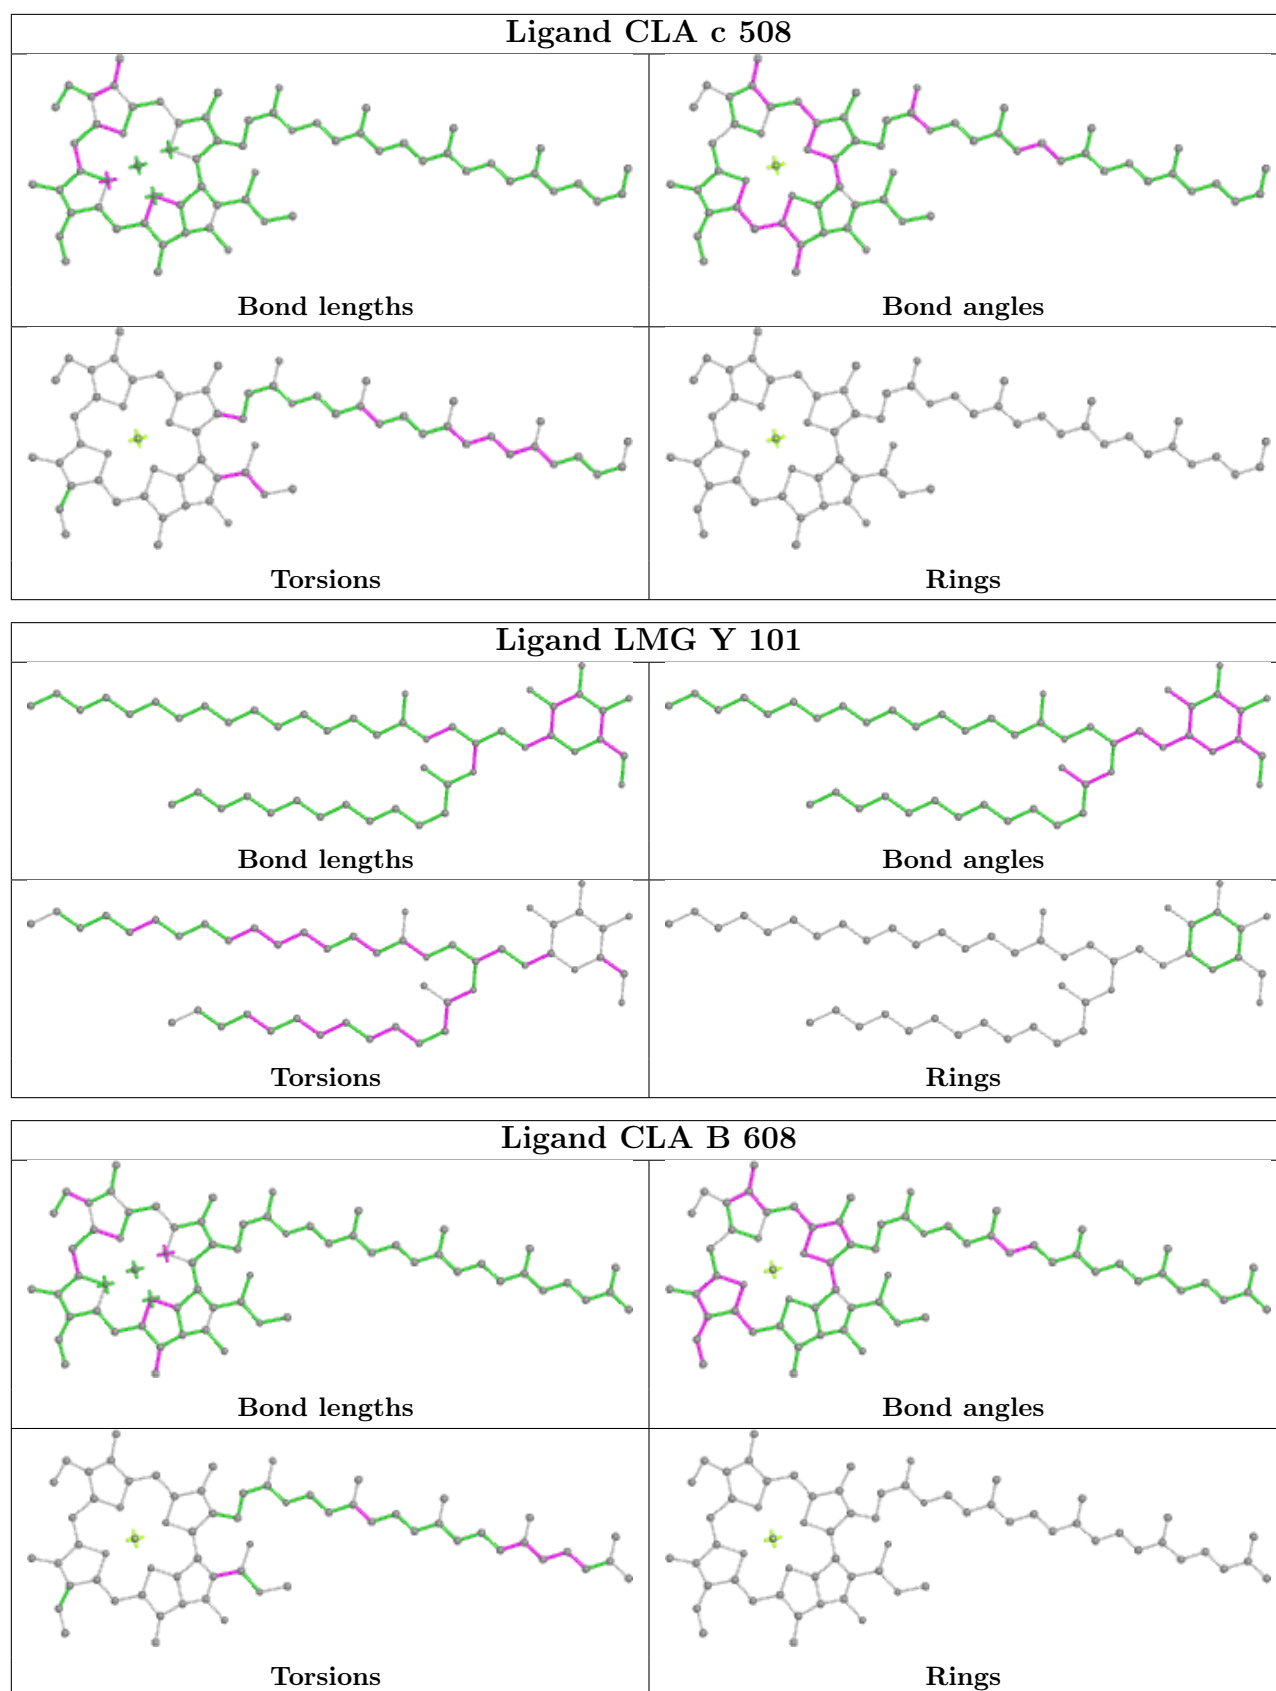 Ligand CLA c 508
Bond lengths
Bond angles
Torsions
Rings
Ligand LMG Y 101
Bond lengths
Bond angles
Torsions
Rings
Ligand CLA B 608
Bond lengths
Bond angles
Torsions
Rings